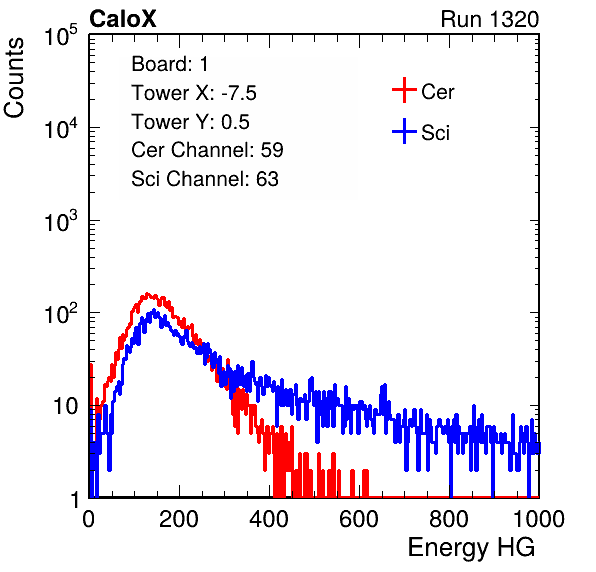 CaloX Run 1320
Counts
10^5
10^4
10^3
10^2
10
1
Board: 1
Tower X: -7.5
Tower Y: 0.5
Cer Channel: 59
Sci Channel: 63
Cer
Sci
0 200 400 600 800 1000
Energy HG